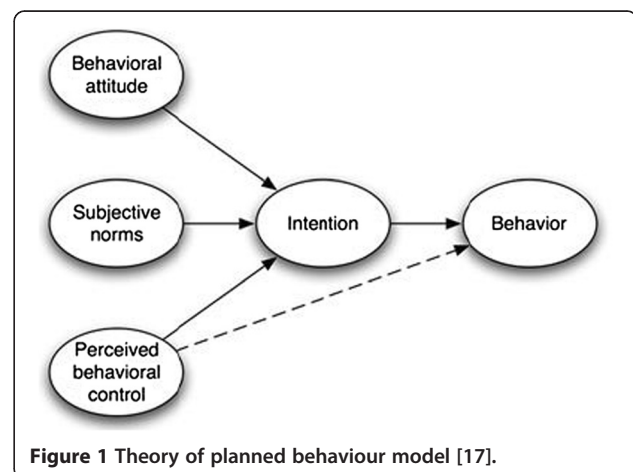 Behavioral
attitude
Subjective
norms
Intention
Behavior
Perceived
behavioral
control
Figure 1 Theory of planned behaviour model [17].